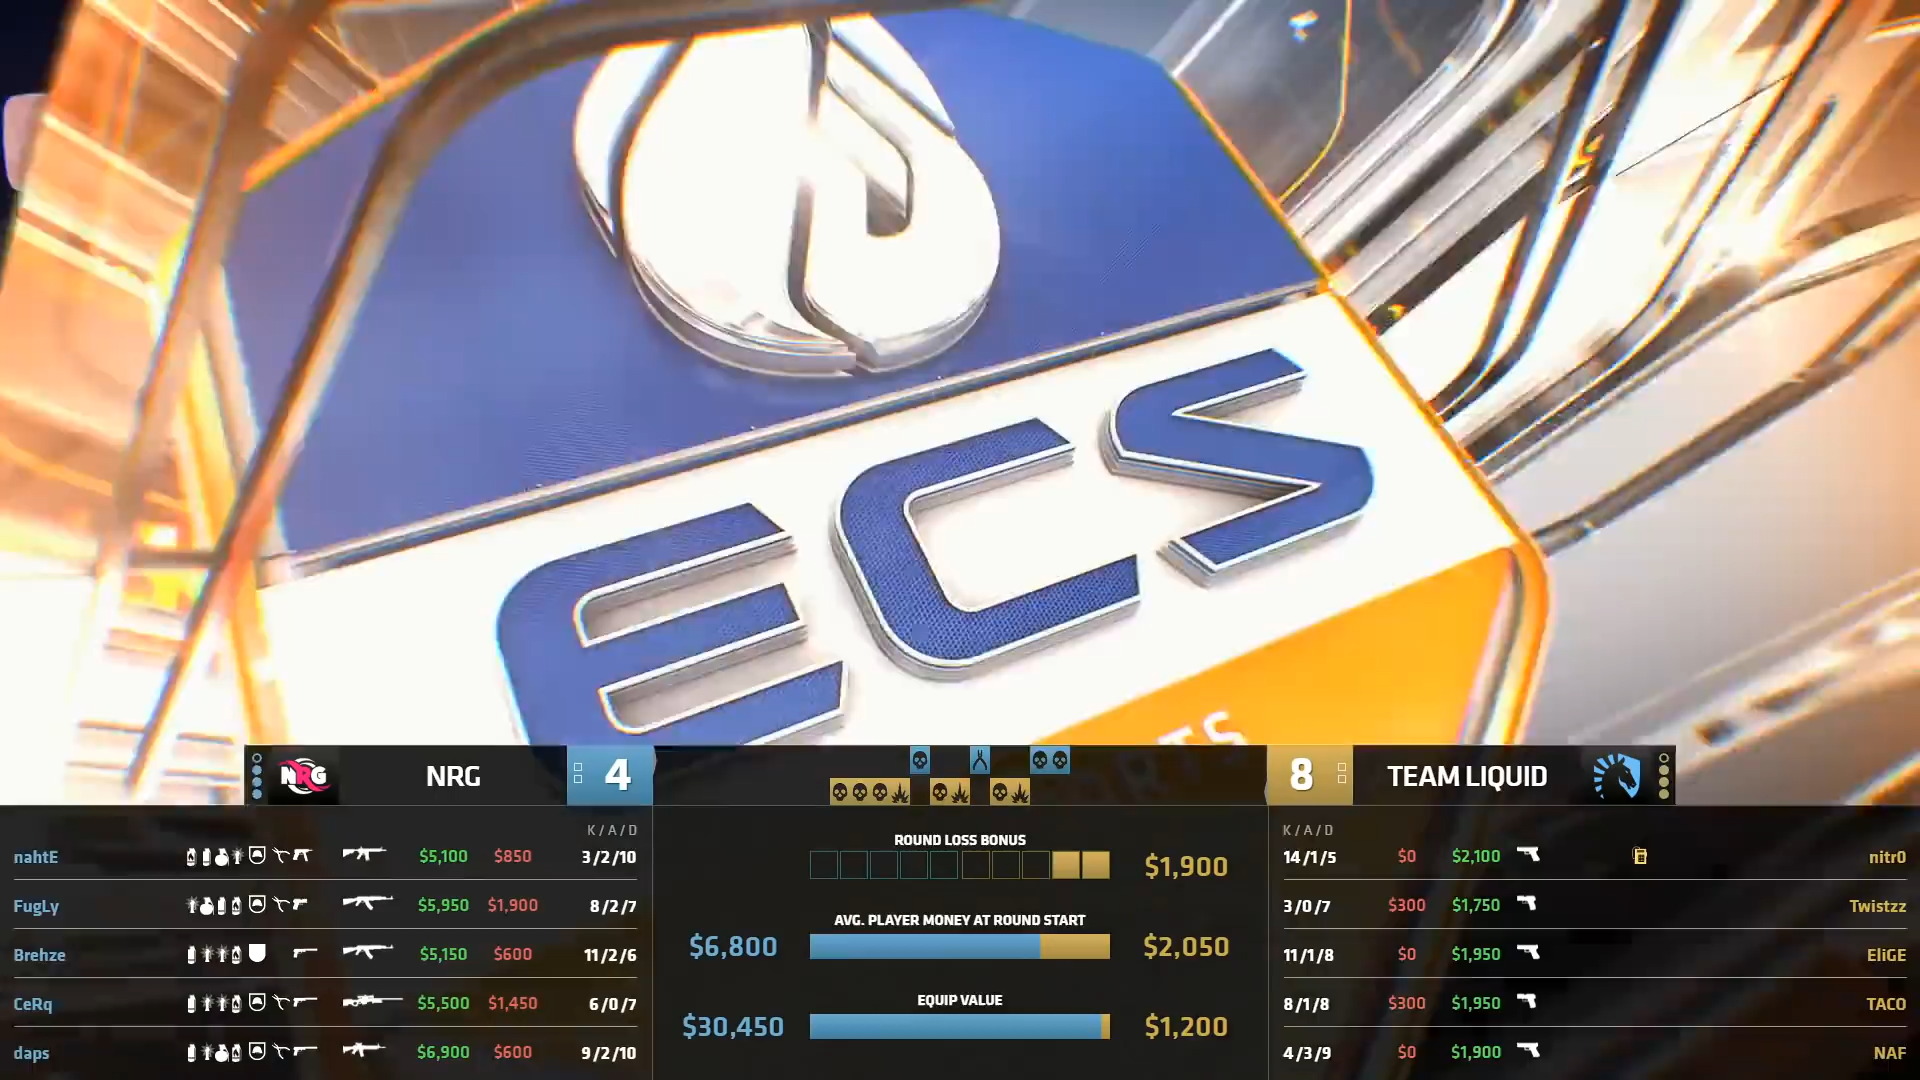 ECS
NRG NRG 4
8 TEAM LIQUID
K/A/D
nahtE $5,100 $850 3/2/10
FugLy $5,950 $1,900 8/2/7
Brehze $5,150 $600 11/2/6
CeRq $5,500 $1,450 6/0/7
daps $6,900 $600 9/2/10
ROUND LOSS BONUS
$1,900
AVG. PLAYER MONEY AT ROUND START
$6,800 $2,050
EQUIP VALUE
$30,450 $1,200
K/A/D
14/1/5 $0 $2,100 nitr0
3/0/7 $300 $1,750 Twistzz
11/1/8 $0 $1,950 EliGE
8/1/8 $300 $1,950 TACO
4/3/9 $0 $1,900 NAF